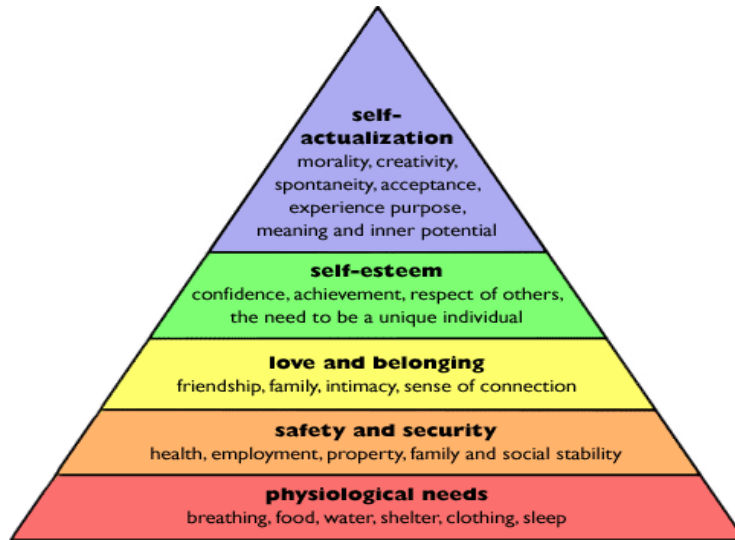 self-
actualization
morality, creativity,
spontaneity, acceptance,
experience purpose,
meaning and inner potential
self-esteem
confidence, achievement, respect of others,
the need to be a unique individual
love and belonging
friendship, family, intimacy, sense of connection
safety and security
health, employment, property, family and social stability
physiological needs
breathing, food, water, shelter, clothing, sleep